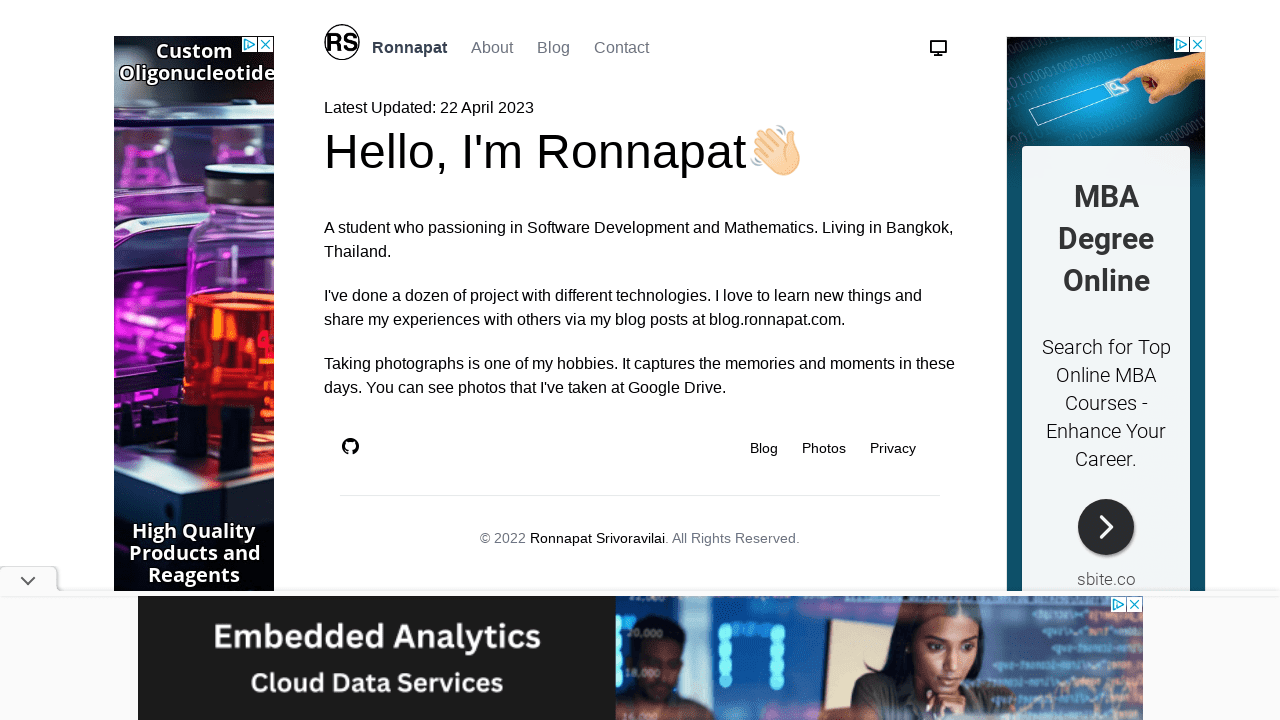 RS
Ronnapat
About
Blog
Contact
Latest Updated: 22 April 2023
Hello, I'm Ronnapat👋🏻
A student who passioning in Software Development and Mathematics. Living in Bangkok,
Thailand.
I've done a dozen of project with different technologies. I love to learn new things and
share my experiences with others via my blog posts at blog.ronnapat.com.
Taking photographs is one of my hobbies. It captures the memories and moments in these
days. You can see photos that I've taken at Google Drive.
Blog
Photos
Privacy
© 2022 Ronnapat Srivoravilai. All Rights Reserved.
Custom
Oligonucleotide
High Quality
Products and
Reagents
MBA
Degree
Online
Search for Top
Online MBA
Courses -
Enhance Your
Career.
sbite.co
Embedded Analytics
Cloud Data Services